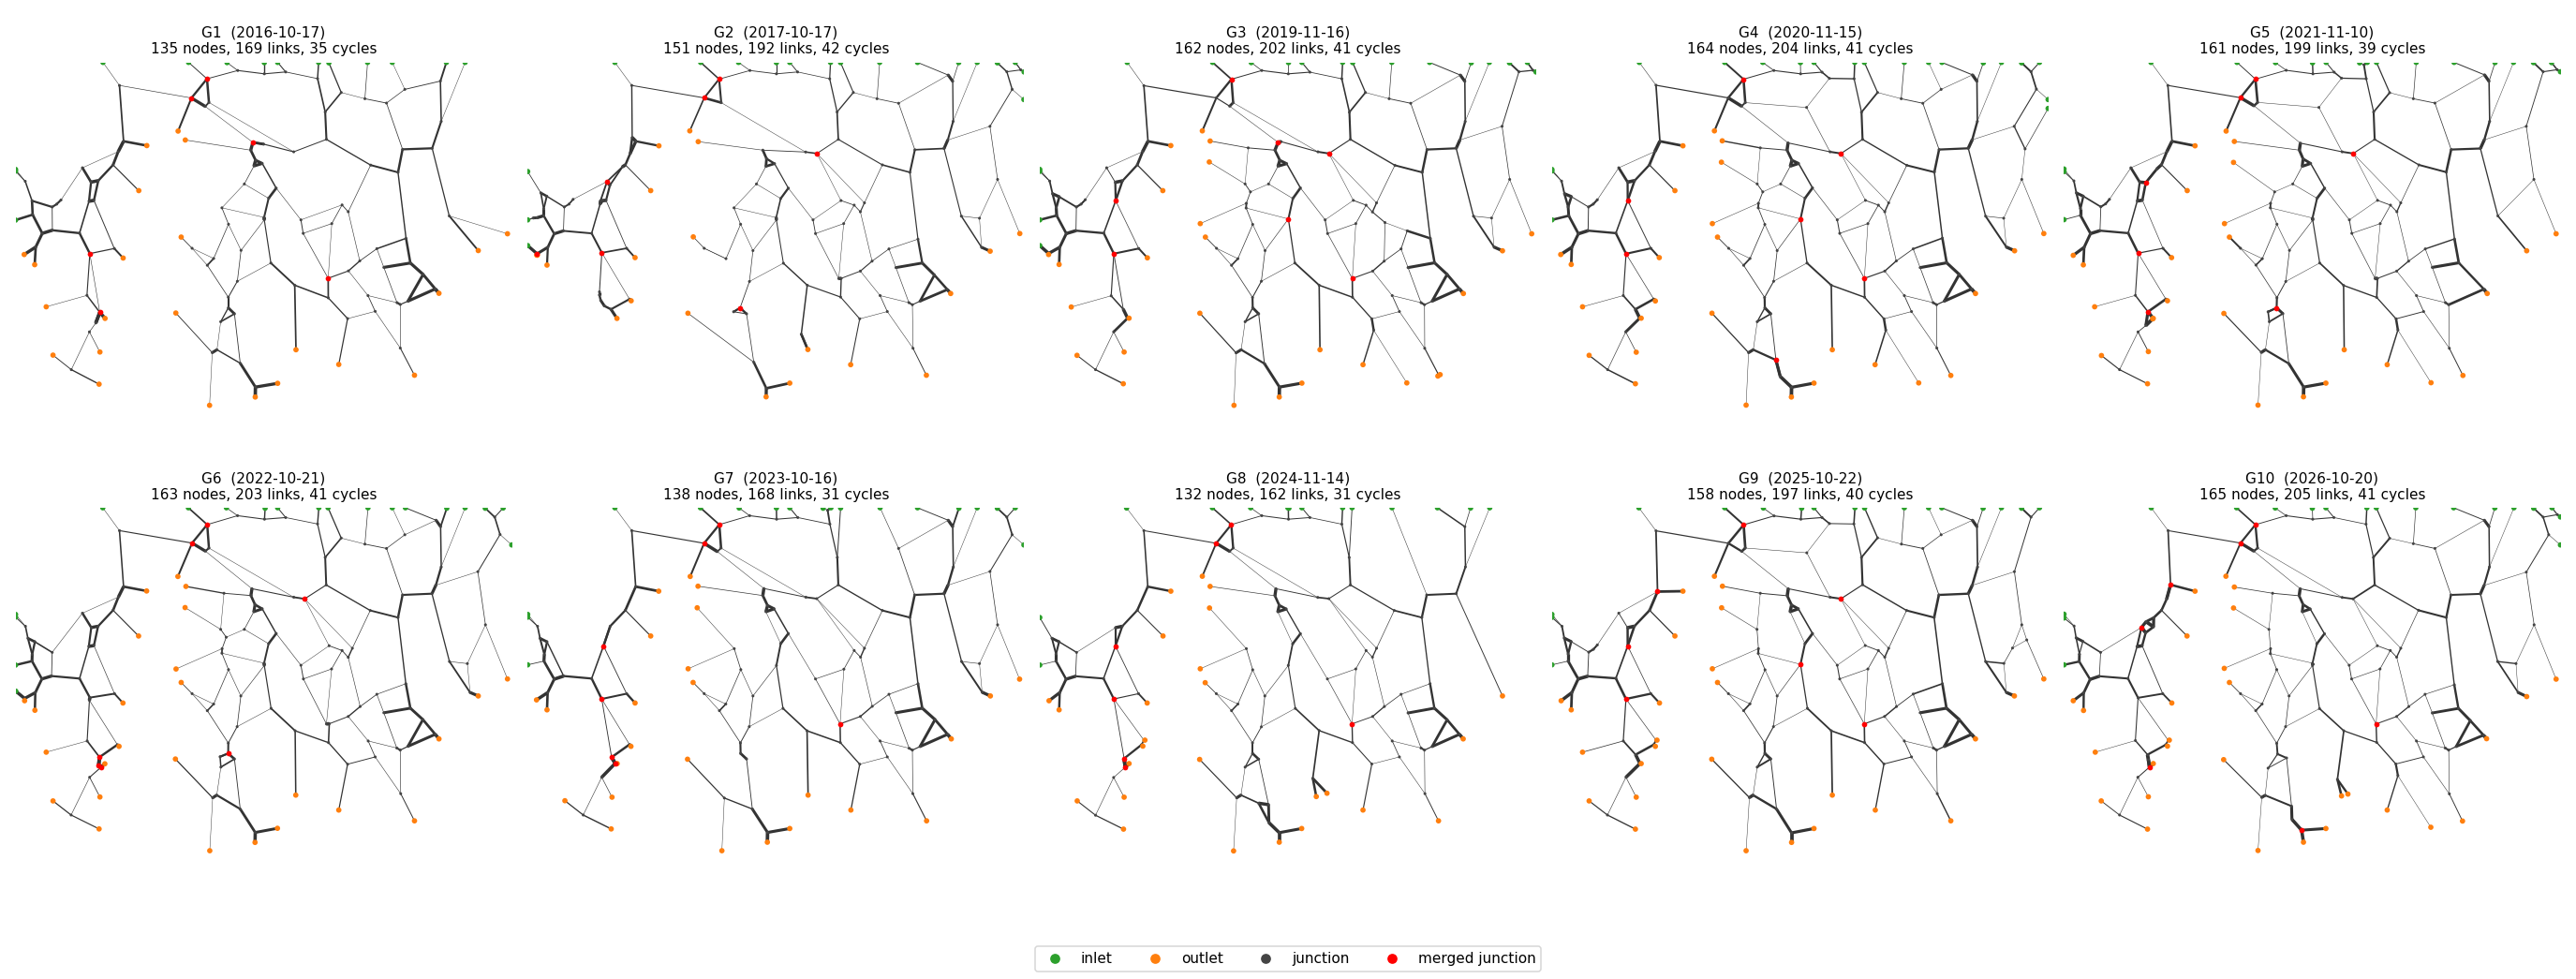 G1 (2016-10-17)
135 nodes, 169 links, 35 cycles
G2 (2017-10-17)
151 nodes, 192 links, 42 cycles
G3 (2019-11-16)
162 nodes, 202 links, 41 cycles
G4 (2020-11-15)
164 nodes, 204 links, 41 cycles
G5 (2021-11-10)
161 nodes, 199 links, 39 cycles
G6 (2022-10-21)
163 nodes, 203 links, 41 cycles
G7 (2023-10-16)
138 nodes, 168 links, 31 cycles
G8 (2024-11-14)
132 nodes, 162 links, 31 cycles
G9 (2025-10-22)
158 nodes, 197 links, 40 cycles
G10 (2026-10-20)
165 nodes, 205 links, 41 cycles
inlet
outlet
junction
merged junction